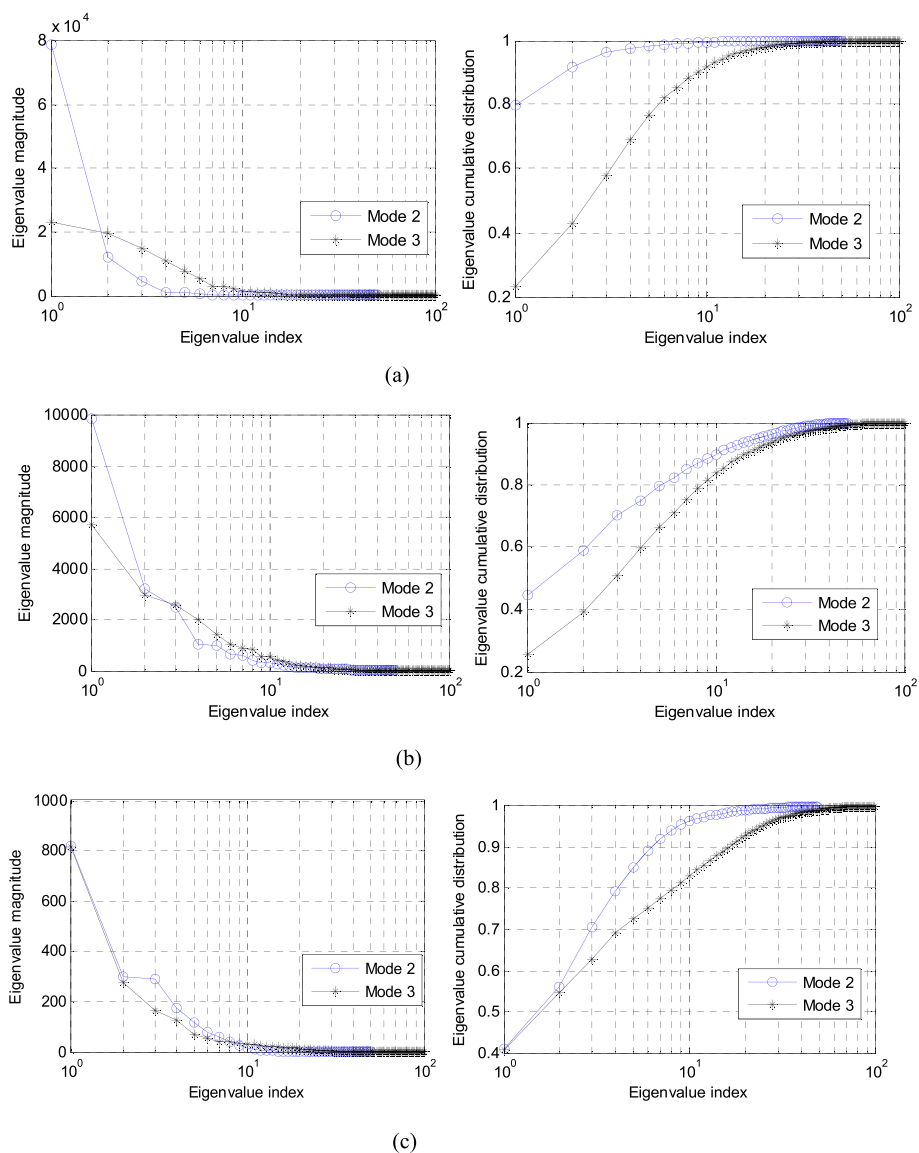 x 10^4
8
6
4
2
0
10^0
10^1
10^2
Eigenvalue magnitude
Eigenvalue index
Mode 2
Mode 3
1
0.8
0.6
0.4
0.2
10^0
10^1
10^2
Eigenvalue cumulative distribution
Eigenvalue index
Mode 2
Mode 3
(a)
10000
8000
6000
4000
2000
0
10^0
10^1
10^2
Eigenvalue magnitude
Eigenvalue index
Mode 2
Mode 3
1
0.8
0.6
0.4
0.2
10^0
10^1
10^2
Eigenvalue cumulative distribution
Eigenvalue index
Mode 2
Mode 3
(b)
1000
800
600
400
200
0
10^0
10^1
10^2
Eigenvalue magnitude
Eigenvalue index
Mode 2
Mode 3
1
0.9
0.8
0.7
0.6
0.5
0.4
10^0
10^1
10^2
Eigenvalue cumulative distribution
Eigenvalue index
Mode 2
Mode 3
(c)